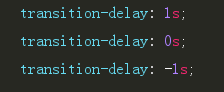 transition-delay: 1s;
transition-delay: 0s;
transition-delay: -1s;